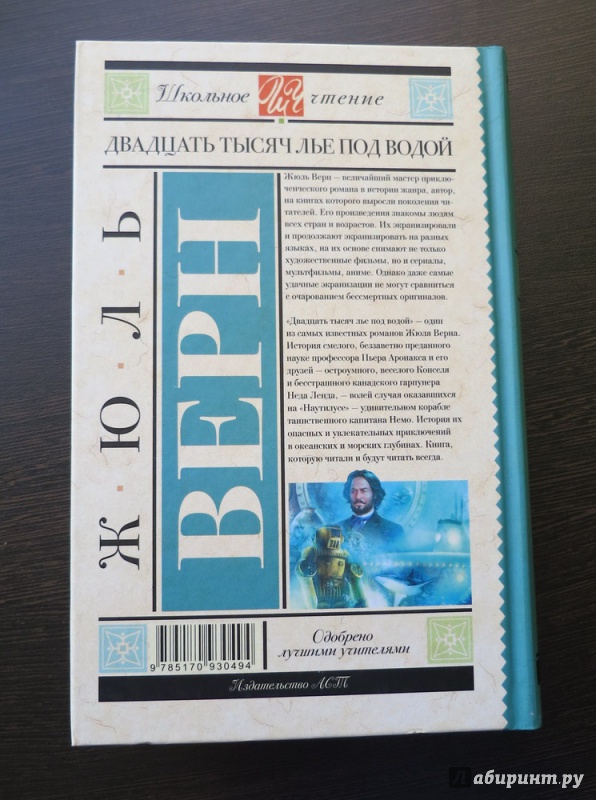 Школьное ШЧ чтение
ДВАДЦАТЬ ТЫСЯЧ ЛЬЕ ПОД ВОДОЙ
ЖЮЛЬ
ВЕРН
Жюль Верн – величайший мастер приклю-
ченческого романа в истории жанра, автор,
на книгах которого выросли поколения чи-
тателей. Его произведения знакомы людям
всех стран и возрастов. Их экранизировали
и продолжают экранизировать на разных
языках, на их основе снимают не только
художественные фильмы, но и сериалы,
мультфильмы, аниме. Однако даже самые
удачные экранизации не могут сравниться
с очарованием бессмертных оригиналов.
«Двадцать тысяч лье под водой» – один
из самых известных романов Жюля Верна.
История смелого, беззаветно преданного
науке профессора Пьера Аронакса и его
друзей – остроумного, веселого Конселя
и бесстрашного канадского гарпунера
Неда Ленда, – волей случая оказавшихся
на «Наутилусе» – удивительном корабле
таинственного капитана Немо. История их
опасных и увлекательных приключений
в океанских и морских глубинах. Книга,
которую читали и будут читать всегда.
9 785170 930494
Одобрено
лучшими учителями
Издательство АСТ
Лабиринт.ру